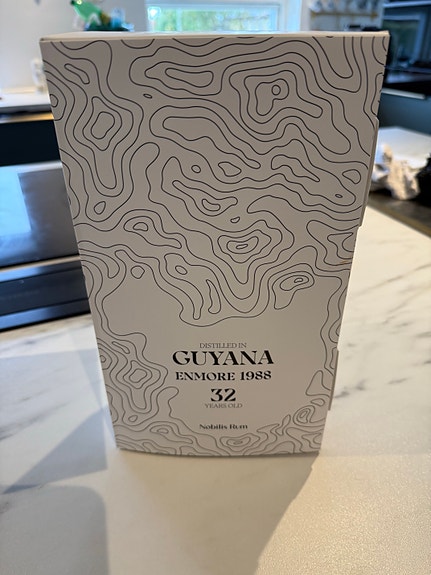 DISTILLED IN
GUYANA
ENMORE 1988
32
YEARS OLD
Nobilis Rum